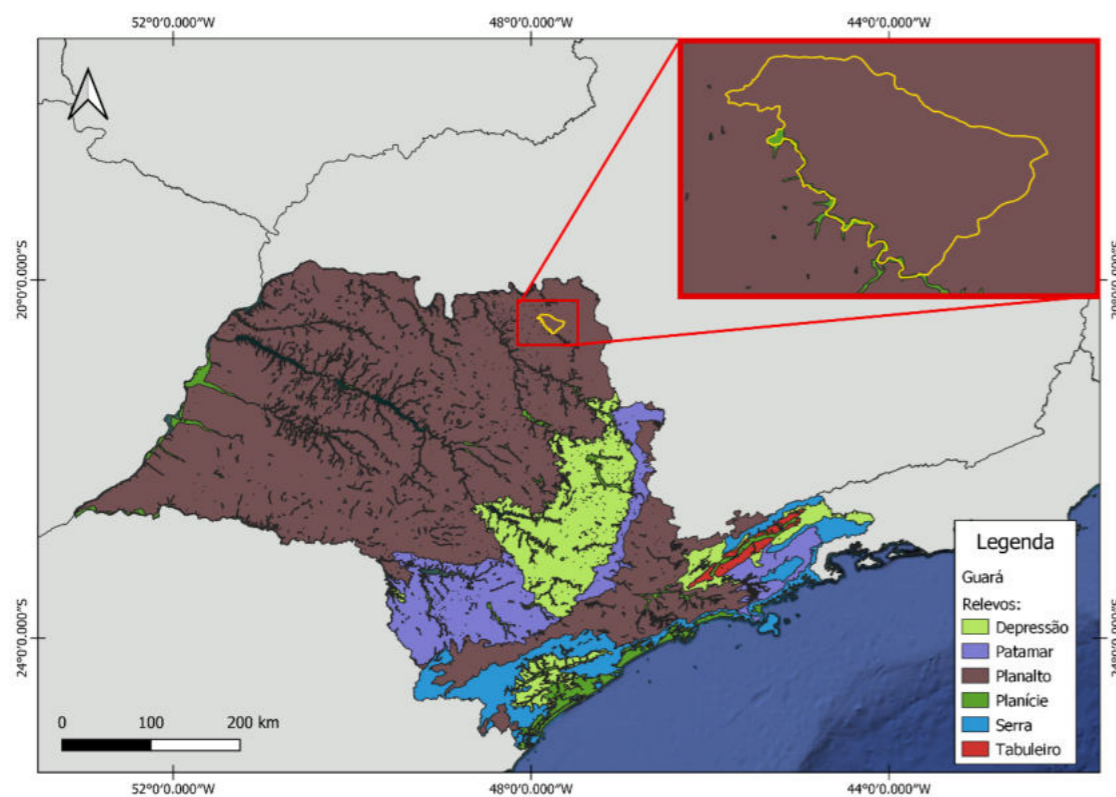 52°0'0.000"W
48°0'0.000"W
44°0'0.000"W
20°0'0.000"S
24°0'0.000"S
Legenda
Guará
Relevos:
Depressão
Patamar
Planalto
Planície
Serra
Tabuleiro
0
100
200 km
52°0'0.000"W
48°0'0.000"W
44°0'0.000"W